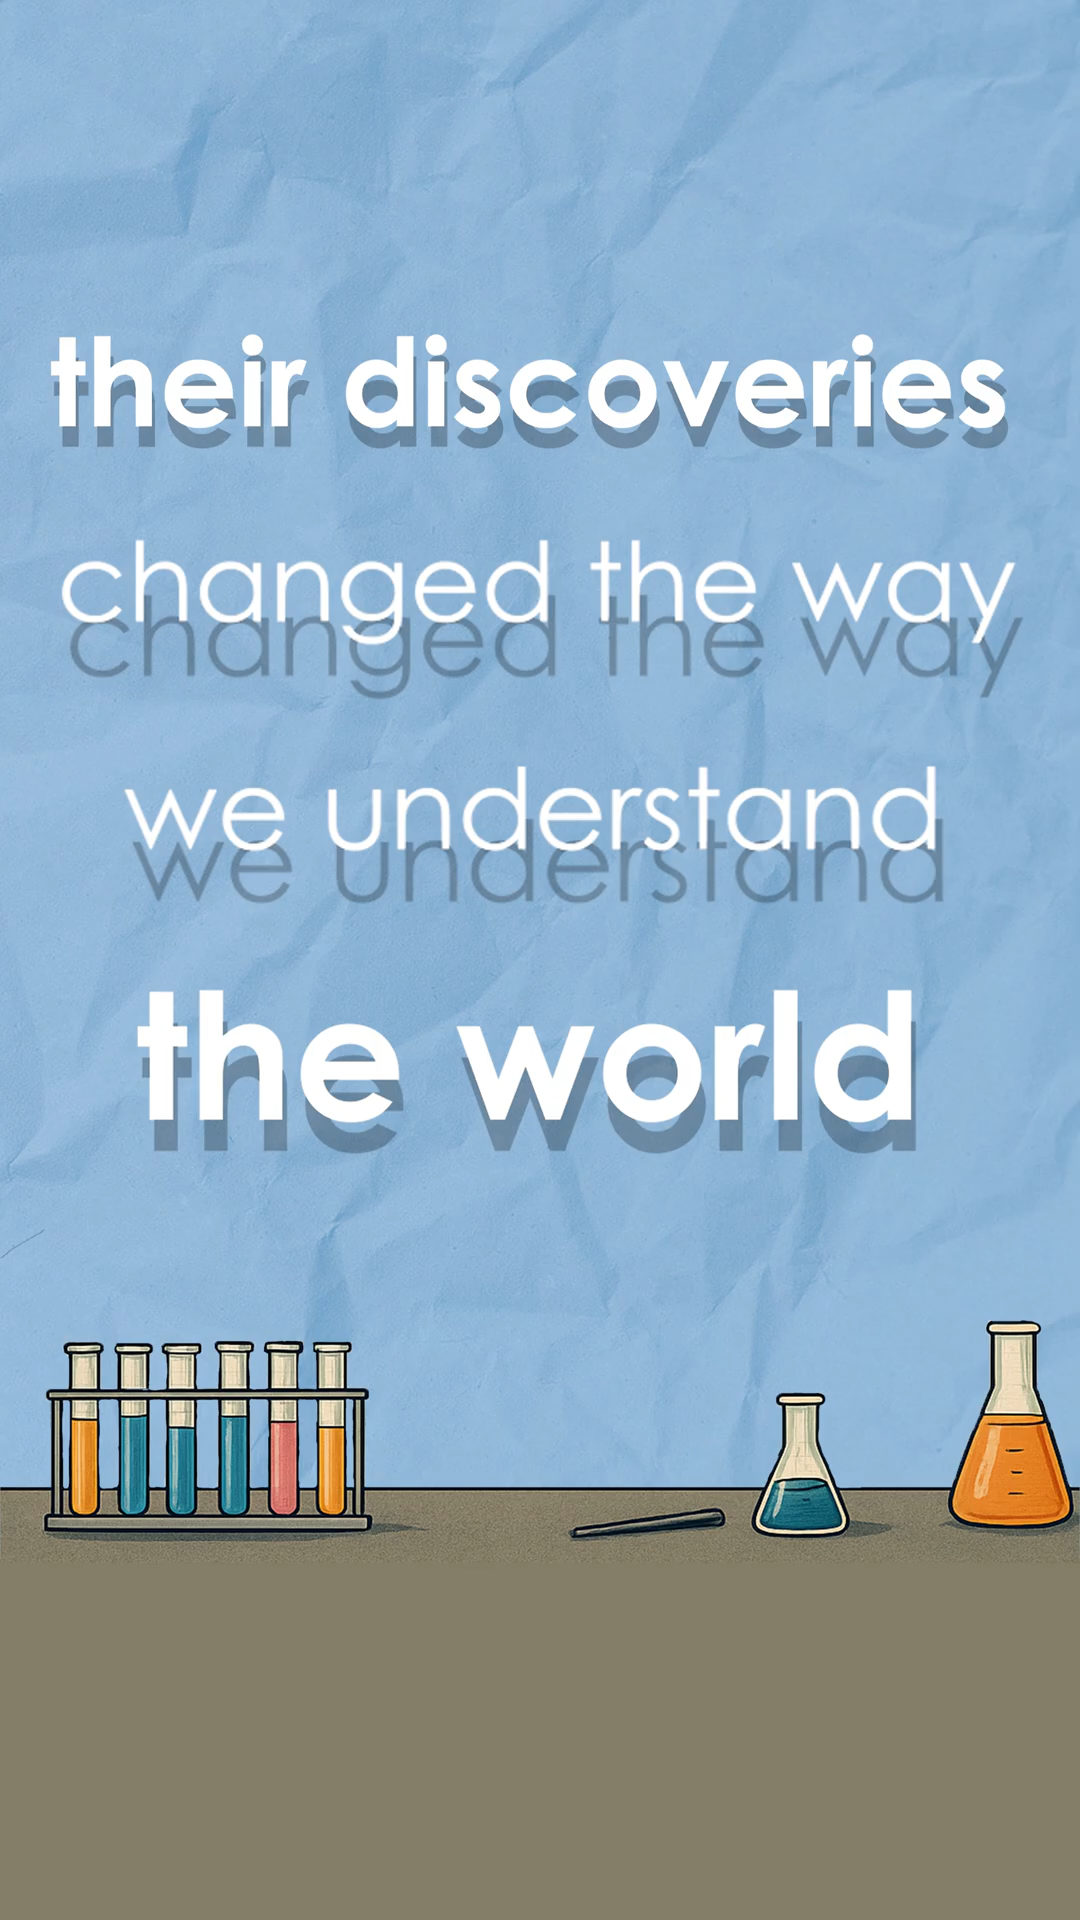 their discoveries
changed the way
we understand
the world